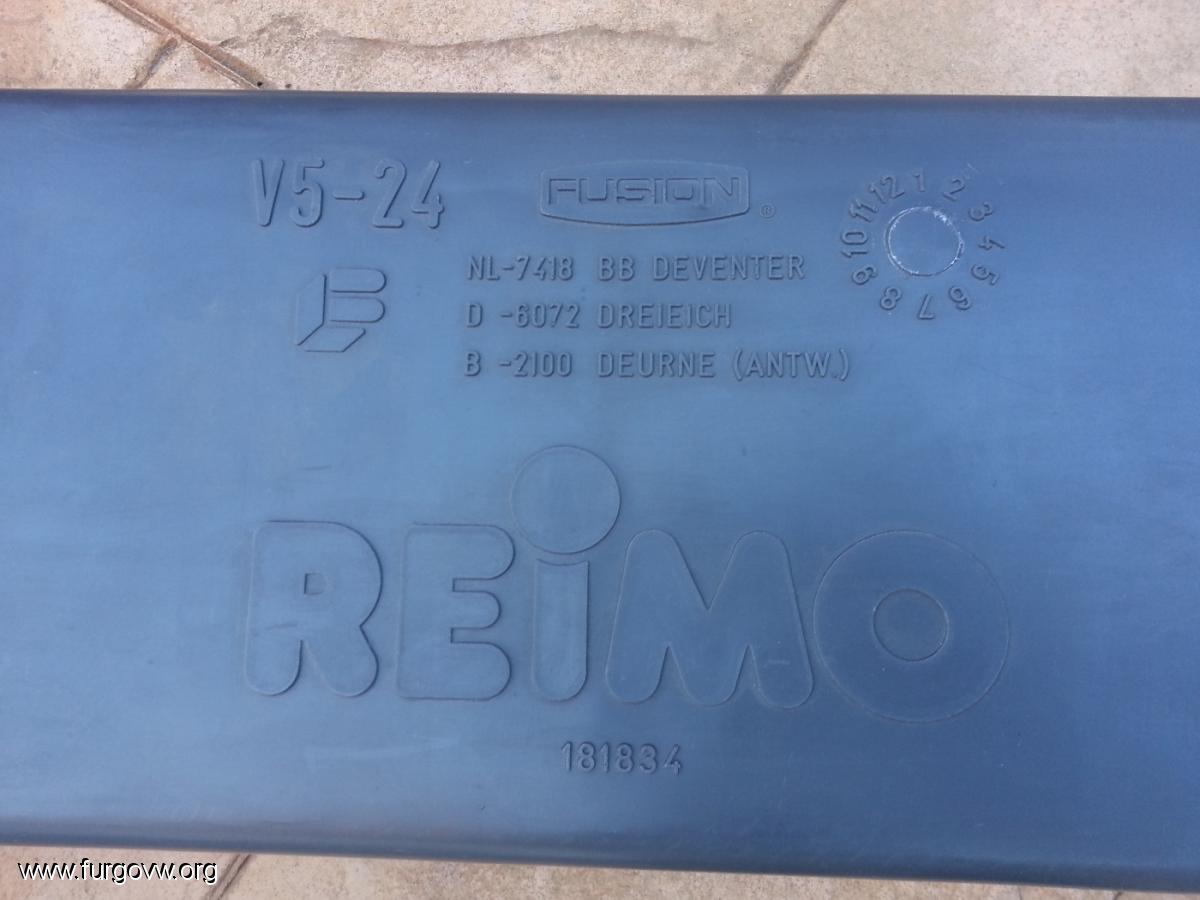 V5-24
FUSION ®
NL-7418 BB DEVENTER
D -6072 DREIEICH
B -2100 DEURNE (ANTW.)
1 2 3 4 5 6 7 8 9 10 11 12
REiMO
181834
www.furgovw.org